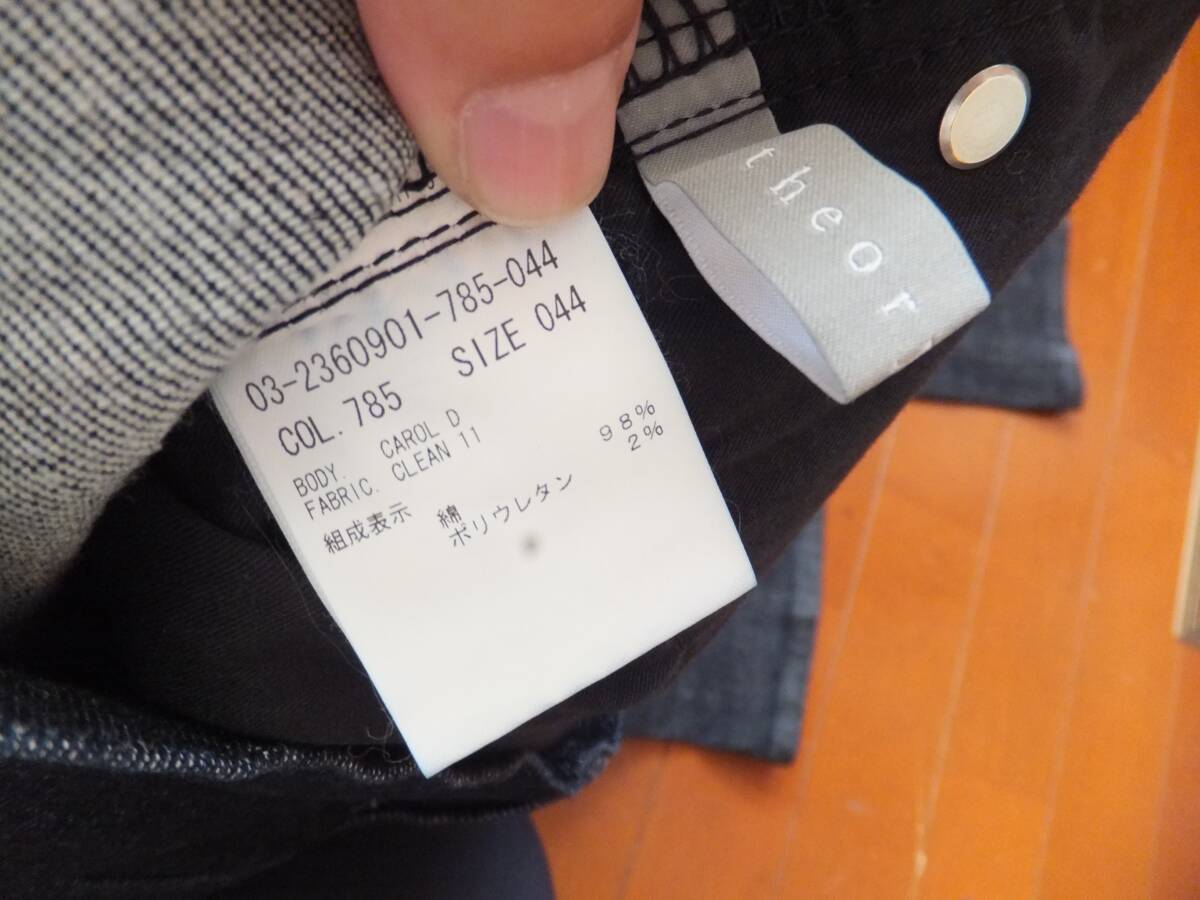 theor
03-2360901-785-044
COL. 785 SIZE 044
BODY. CAROL D
FABRIC. CLEAN 11
組成表示 綿 98%
ポリウレタン 2%